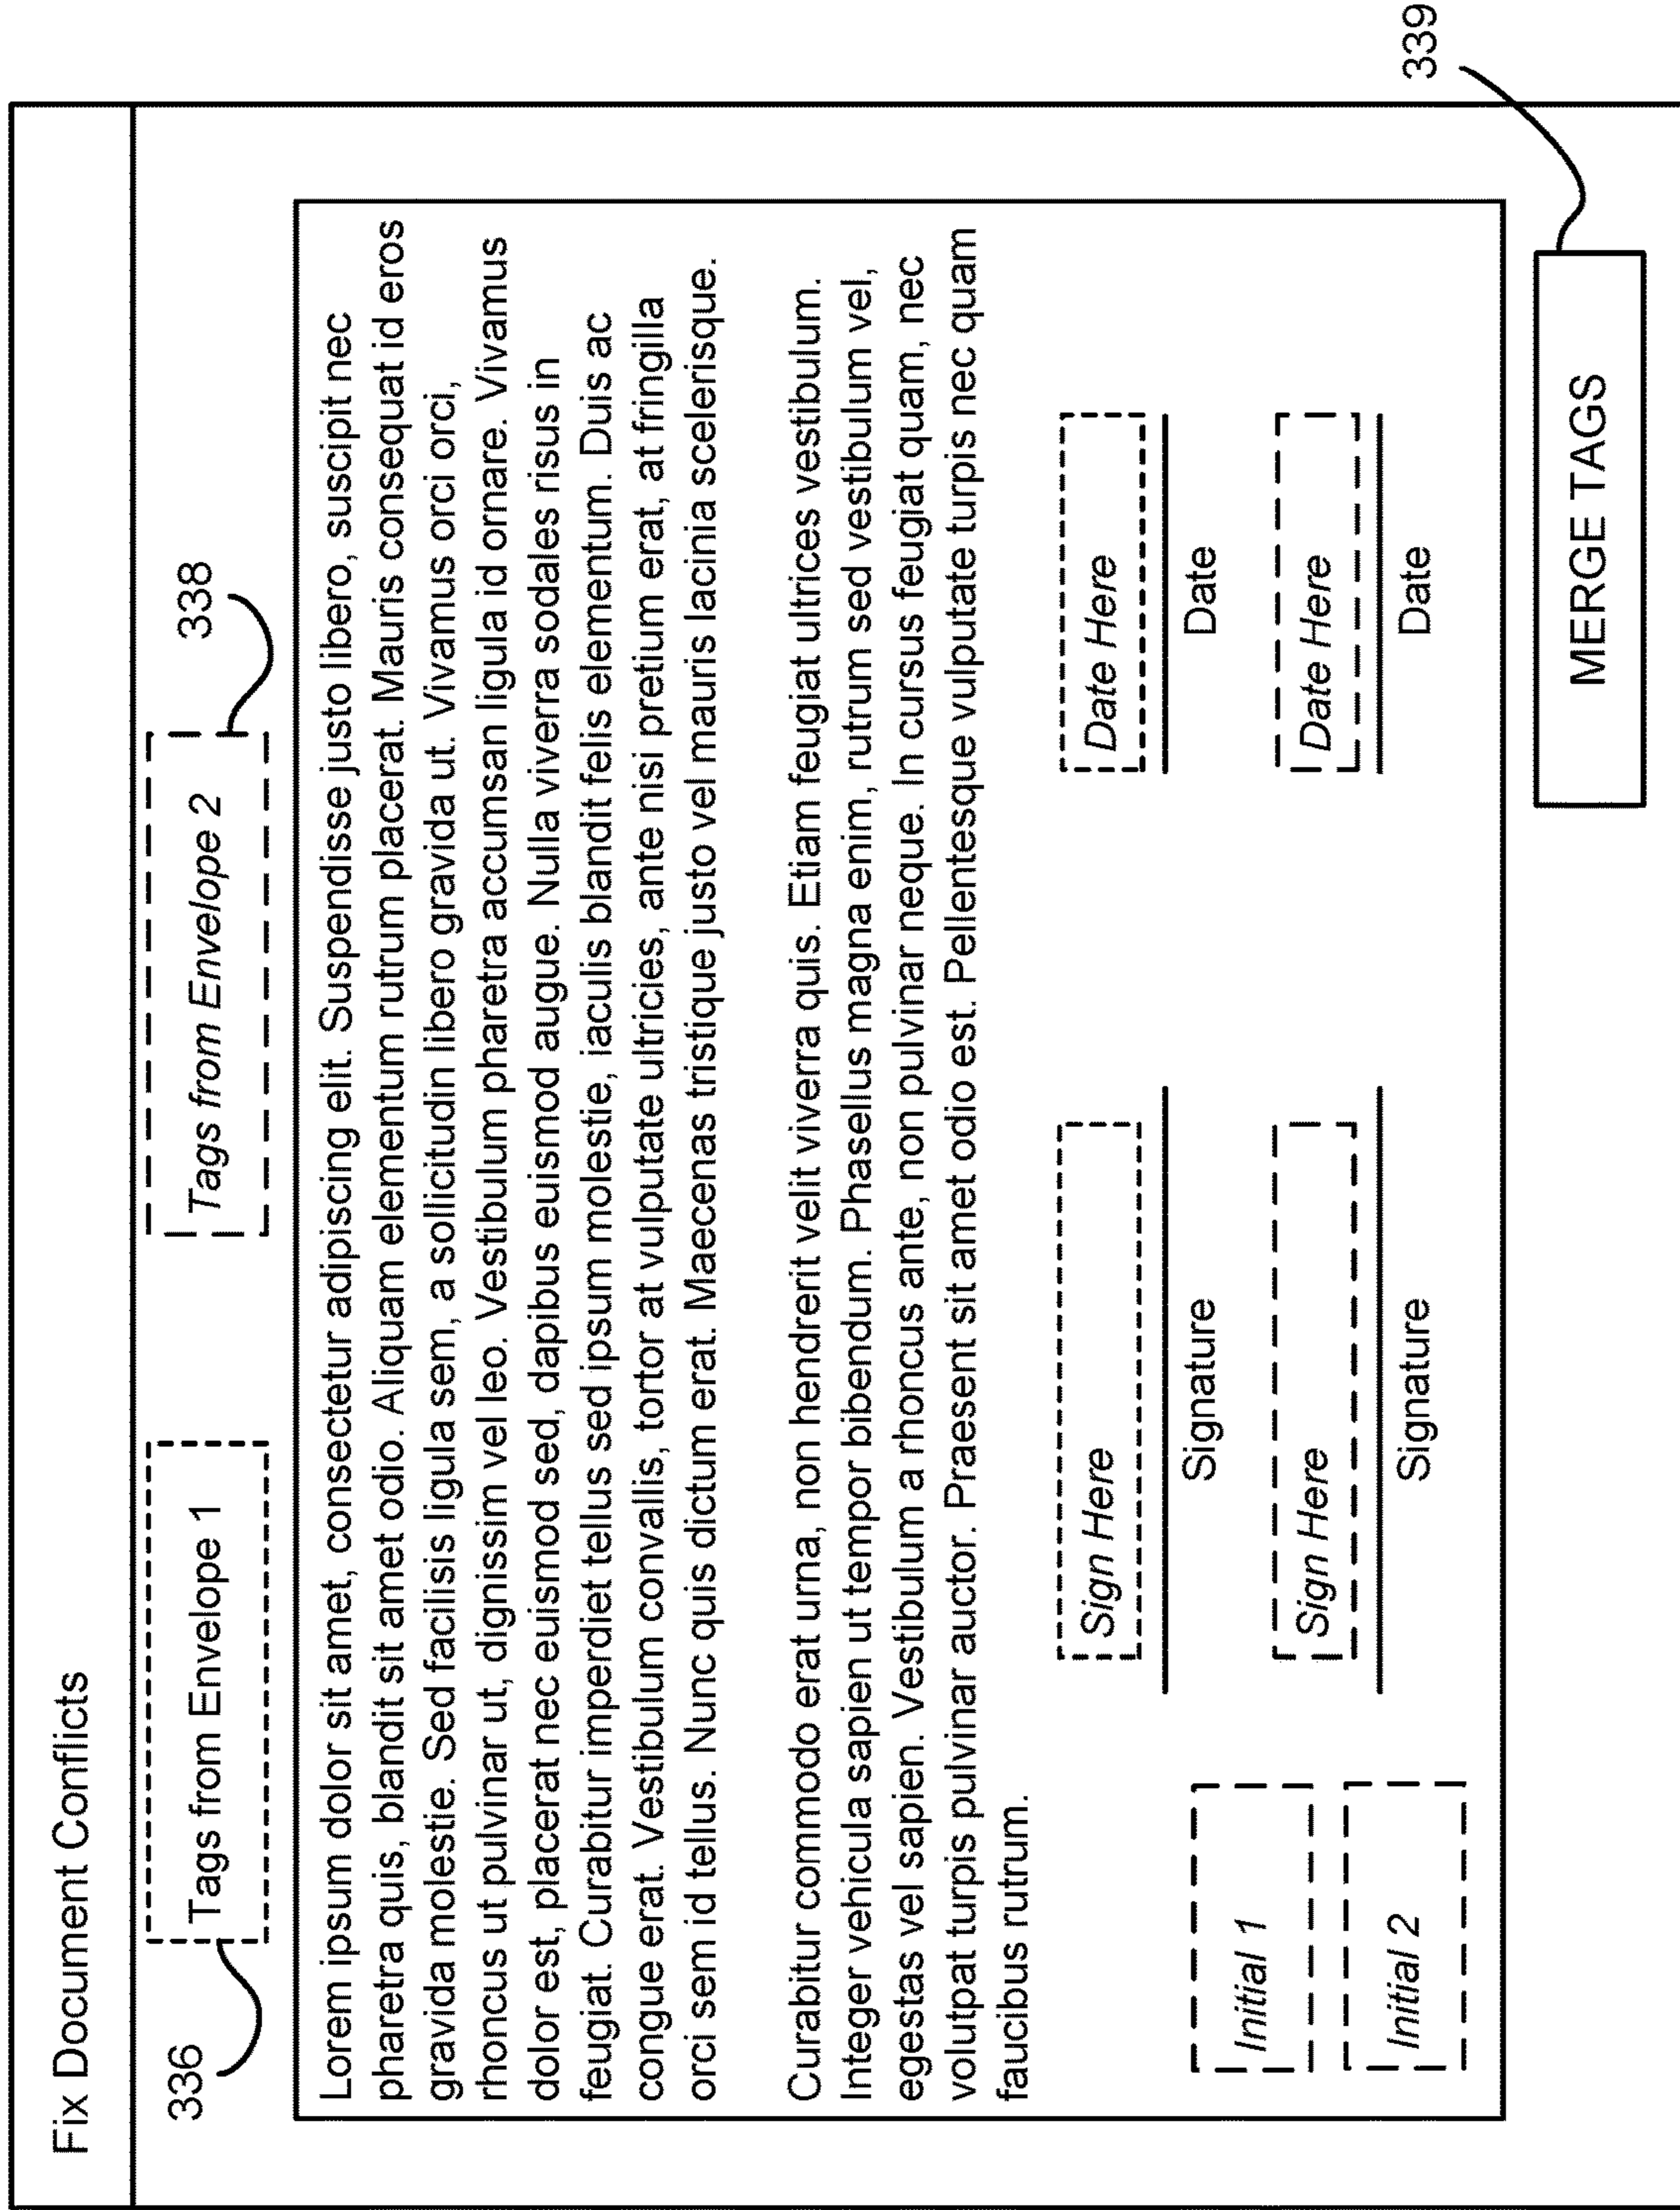 Fix Document Conflicts
336
Tags from Envelope 1
Tags from Envelope 2
338
Lorem ipsum dolor sit amet, consectetur adipiscing elit. Suspendisse justo libero, suscipit nec
pharetra quis, blandit sit amet odio. Aliquam elementum rutrum placerat. Mauris consequat id eros
gravida molestie. Sed facilisis ligula sem, a sollicitudin libero gravida ut. Vivamus orci orci,
rhoncus ut pulvinar ut, dignissim vel leo. Vestibulum pharetra accumsan ligula id ornare. Vivamus
dolor est, placerat nec euismod sed, dapibus euismod augue. Nulla viverra sodales risus in
feugiat. Curabitur imperdiet tellus sed ipsum molestie, iaculis blandit felis elementum. Duis ac
congue erat. Vestibulum convallis, tortor at vulputate ultricies, ante nisi pretium erat, at fringilla
orci sem id tellus. Nunc quis dictum erat. Maecenas tristique justo vel mauris lacinia scelerisque.
Curabitur commodo erat urna, non hendrerit velit viverra quis. Etiam feugiat ultrices vestibulum.
Integer vehicula sapien ut tempor bibendum. Phasellus magna enim, rutrum sed vestibulum vel,
egestas vel sapien. Vestibulum a rhoncus ante, non pulvinar neque. In cursus feugiat quam, nec
volutpat turpis pulvinar auctor. Praesent sit amet odio est. Pellentesque vulputate turpis nec quam
faucibus rutrum.
Sign Here
Date Here
Signature
Date
Initial 1
Sign Here
Date Here
Initial 2
Signature
Date
MERGE TAGS
339